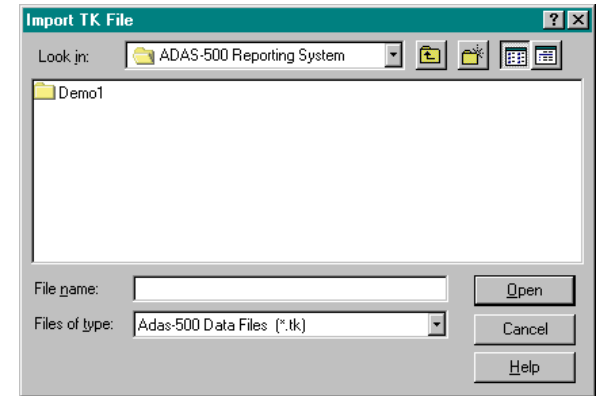 Import TK File
Look in: ADAS-500 Reporting System
Demo1
File name: Open
Files of type: Adas-500 Data Files (*.tk) Cancel
Help